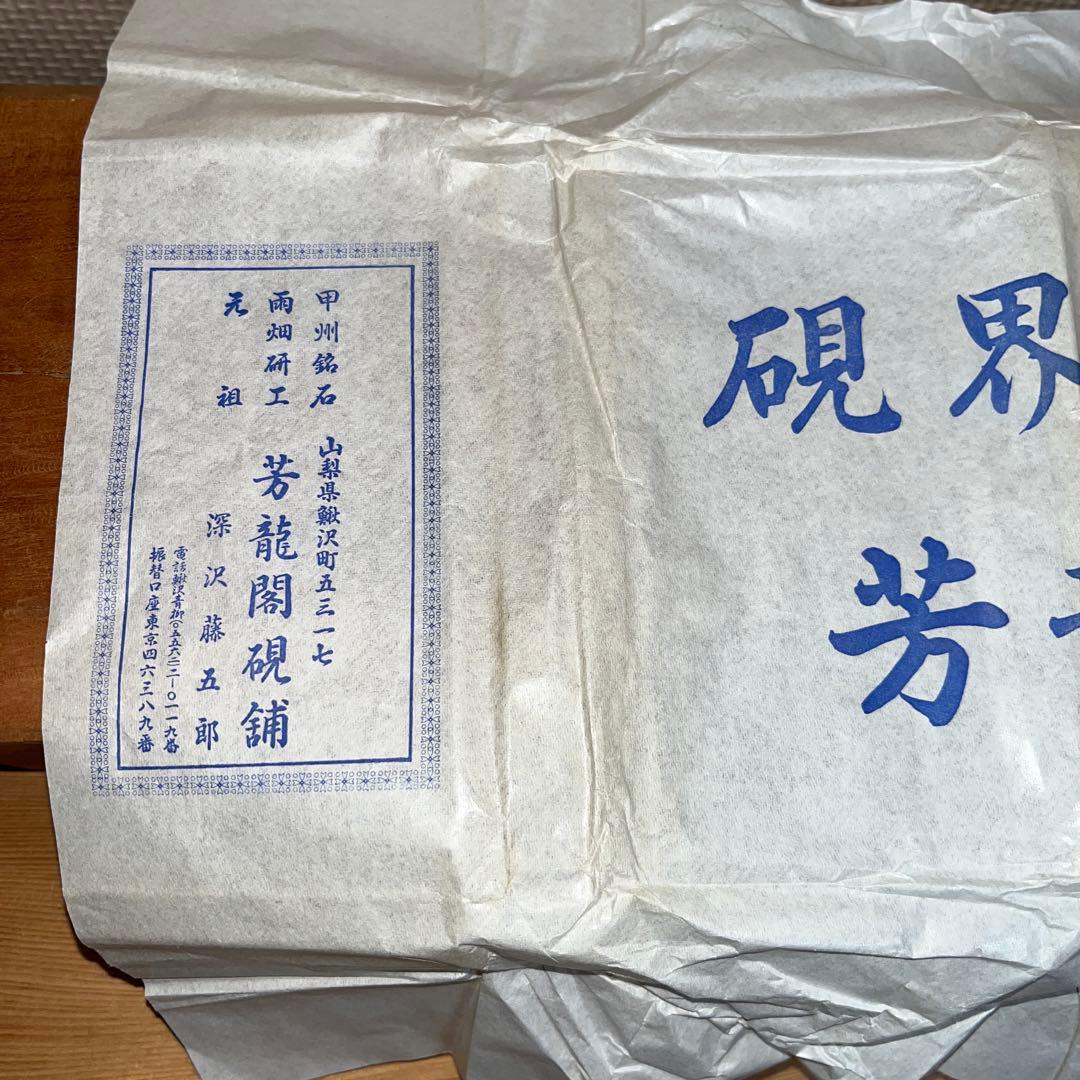 硯界
芳
甲州銘石 山梨県鰍沢町五三一七
雨畑研工 芳龍閣硯舗
元祖 深沢藤五郎
電話鰍沢青柳(〇五五六二)二―〇一一九番
振替口座東京四六三八九番